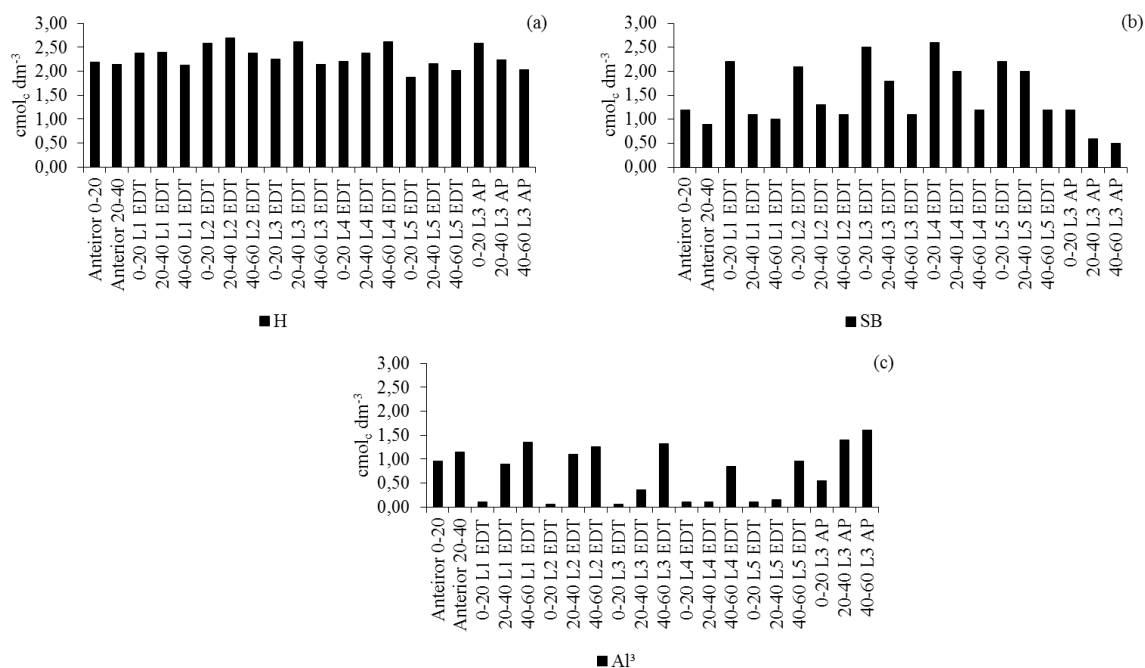 (a)
3,00
2,50
2,00
1,50
1,00
0,50
0,00
cmolc dm-3
Anteiror 0-20
Anterior 20-40
0-20 L1 EDT
20-40 L1 EDT
40-60 L1 EDT
0-20 L2 EDT
20-40 L2 EDT
40-60 L2 EDT
0-20 L3 EDT
20-40 L3 EDT
40-60 L3 EDT
0-20 L4 EDT
20-40 L4 EDT
40-60 L4 EDT
0-20 L5 EDT
20-40 L5 EDT
40-60 L5 EDT
0-20 L3 AP
20-40 L3 AP
40-60 L3 AP
H
(b)
3,00
2,50
2,00
1,50
1,00
0,50
0,00
cmolc dm-3
Anteiror 0-20
Anterior 20-40
0-20 L1 EDT
20-40 L1 EDT
40-60 L1 EDT
0-20 L2 EDT
20-40 L2 EDT
40-60 L2 EDT
0-20 L3 EDT
20-40 L3 EDT
40-60 L3 EDT
0-20 L4 EDT
20-40 L4 EDT
40-60 L4 EDT
0-20 L5 EDT
20-40 L5 EDT
40-60 L5 EDT
0-20 L3 AP
20-40 L3 AP
40-60 L3 AP
SB
(c)
3,00
2,50
2,00
1,50
1,00
0,50
0,00
cmolc dm-3
Anteiror 0-20
Anterior 20-40
0-20 L1 EDT
20-40 L1 EDT
40-60 L1 EDT
0-20 L2 EDT
20-40 L2 EDT
40-60 L2 EDT
0-20 L3 EDT
20-40 L3 EDT
40-60 L3 EDT
0-20 L4 EDT
20-40 L4 EDT
40-60 L4 EDT
0-20 L5 EDT
20-40 L5 EDT
40-60 L5 EDT
0-20 L3 AP
20-40 L3 AP
40-60 L3 AP
Al³